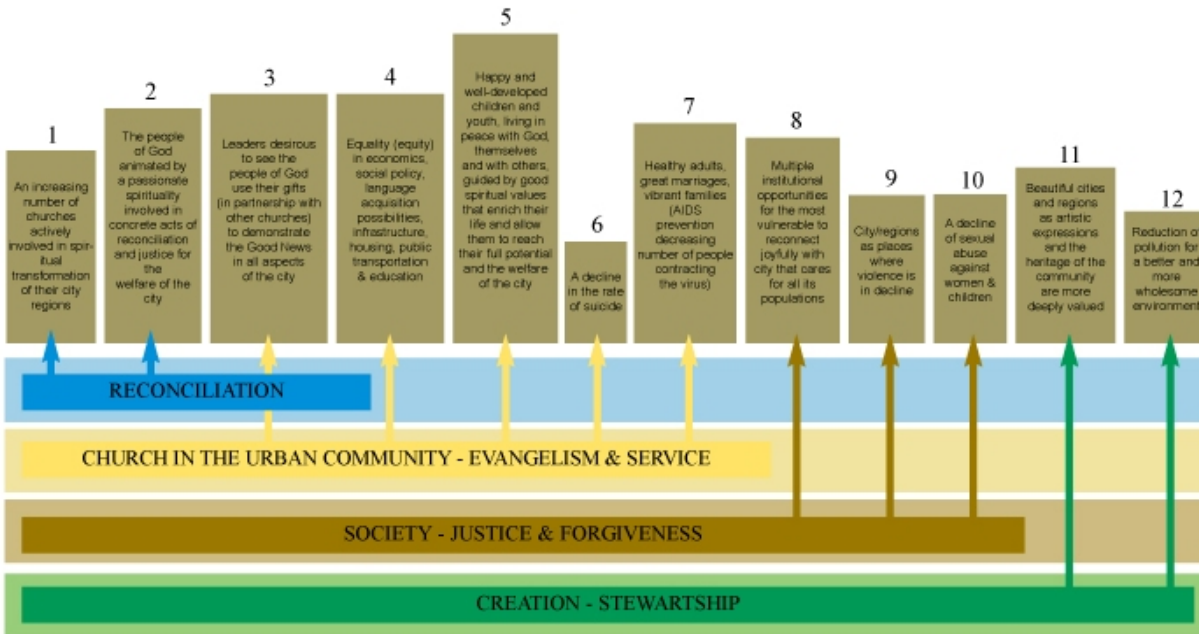 1
An increasing
number of
churches
actively
involved in spir-
itual
transformation
of their city
regions
2
The people
of God
animated by
a passionate
spirituality
involved in
concrete acts of
reconciliation
and justice for
the
welfare of the
city
3
Leaders desirous
to see the
people of God
use their gifts
(in partnership with
other churches)
to demonstrate
the Good News
in all aspects
of the city
4
Equality (equity)
in economics,
social policy,
language
acquisition
possibilities,
infrastructure,
housing, public
transportation
& education
5
Happy and
well-developed
children and
youth, living in
peace with God,
themselves
and with others,
guided by good
spiritual values
that enrich their
life and allow
them to reach
their full potential
and the welfare
of the city
6
A decline
in the rate
of suicide
7
Healthy adults,
great marriages,
vibrant families
(AIDS
prevention
decreasing
number of people
contracting
the virus)
8
Multiple
institutional
opportunities
for the most
vulnerable to
reconnect
joyfully with
city that cares
for all its
populations
9
City/regions
as places
where
violence is
in decline
10
A decline
of sexual
abuse
against
women &
children
11
Beautiful cities
and regions
as artistic
expressions
and the
heritage of the
community
are more
deeply valued
12
Reduction of
pollution for
a better and
more
wholesome
environment
RECONCILIATION
CHURCH IN THE URBAN COMMUNITY - EVANGELISM & SERVICE
SOCIETY - JUSTICE & FORGIVENESS
CREATION - STEWARTSHIP